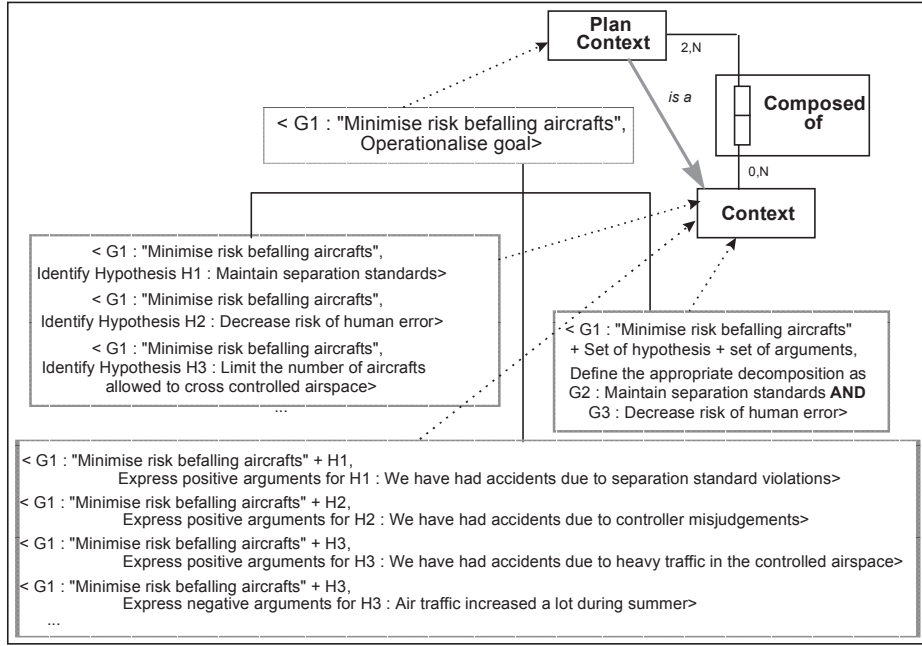 Plan
Context
2,N
is a
Composed
of
0,N
Context
< G1 : "Minimise risk befalling aircrafts",
Operationalise goal>
< G1 : "Minimise risk befalling aircrafts",
Identify Hypothesis H1 : Maintain separation standards>
< G1 : "Minimise risk befalling aircrafts",
Identify Hypothesis H2 : Decrease risk of human error>
< G1 : "Minimise risk befalling aircrafts",
Identify Hypothesis H3 : Limit the number of aircrafts
allowed to cross controlled airspace>
...
< G1 : "Minimise risk befalling aircrafts"
+ Set of hypothesis + set of arguments,
Define the appropriate decomposition as
G2 : Maintain separation standards AND
G3 : Decrease risk of human error>
< G1 : "Minimise risk befalling aircrafts" + H1,
Express positive arguments for H1 : We have had accidents due to separation standard violations>
< G1 : "Minimise risk befalling aircrafts" + H2,
Express positive arguments for H2 : We have had accidents due to controller misjudgements>
< G1 : "Minimise risk befalling aircrafts" + H3,
Express positive arguments for H3 : We have had accidents due to heavy traffic in the controlled airspace>
< G1 : "Minimise risk befalling aircrafts" + H3,
Express negative arguments for H3 : Air traffic increased a lot during summer>
...